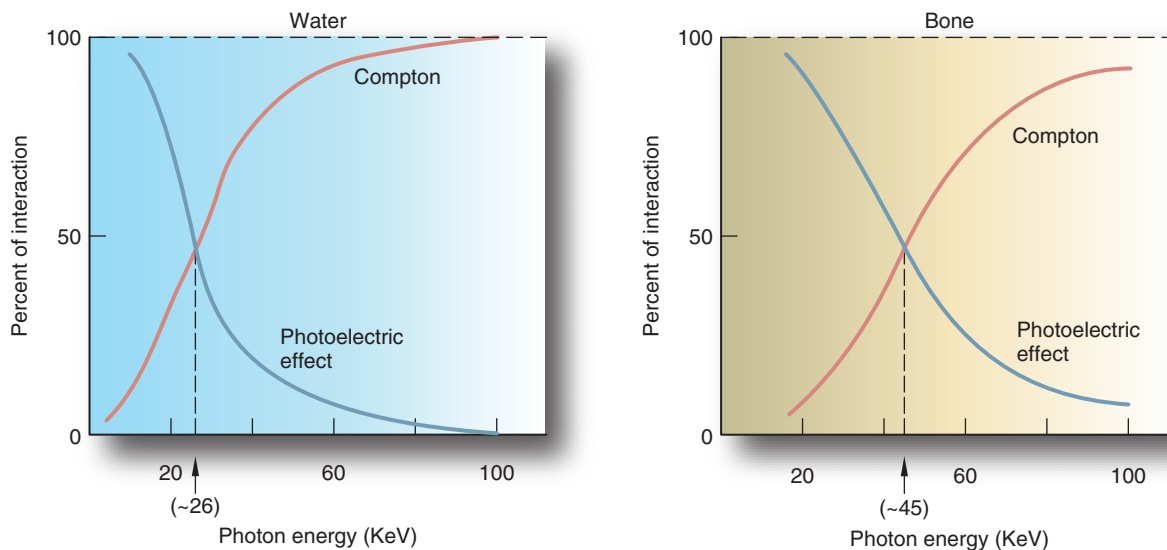 Water
100
Compton
Percent of interaction
50
Photoelectric
effect
0
20
60
100
(~26)
Photon energy (KeV)
Bone
100
Compton
Percent of interaction
50
Photoelectric
effect
0
20
60
100
(~45)
Photon energy (KeV)